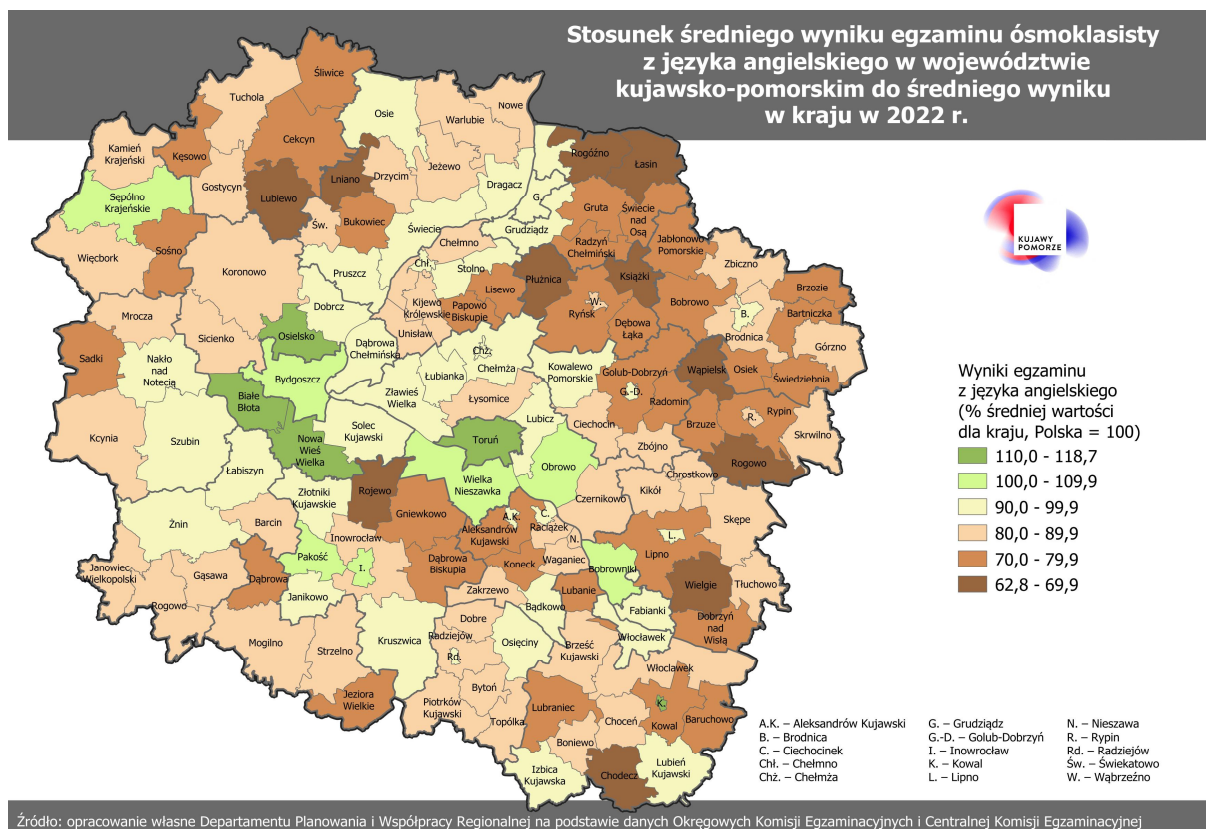 Stosunek średniego wyniku egzaminu ósmoklasisty
z języka angielskiego w województwie
kujawsko-pomorskim do średniego wyniku
w kraju w 2022 r.
Śliwice
Tuchola
Osie
Nowe
Warlubie
Kamień
Krajeński
Kęsowo
Cekcyn
Rogóźno
Łasin
Gostycyn
Lubiewo
Lniano
Drzycim
Jeżewo
Dragacz
G.
Sępólno
Krajeńskie
Św.
Bukowiec
Świecie
Grudziądz
Gruta
Świecie
nad
Osą
Sośno
Więcbork
Koronowo
Pruszcz
Chełmno
Chł.
Stolno
Radzyń
Chełmiński
Jabłonowo
Pomorskie
Zbiczno
KUJAWY
POMORZE
Płużnica
Książki
Brzozie
Dobrcz
Kijewo
Królewskie
Papowo
Biskupie
Lisewo
W.
Ryńsk
Bobrowo
B.
Bartniczka
Mrocza
Sicienko
Osielsko
Dąbrowa
Chełmińska
Unisław
Dębowa
Łąka
Brodnica
Górzno
Sadki
Nakło
nad
Notecią
Bydgoszcz
Chż.
Chełmża
Łubianka
Kowalewo
Pomorskie
Golub-Dobrzyń
G.-D.
Wąpielsk
Osiek
Świedziebnia
Białe
Błota
Zławieś
Wielka
Łysomice
Radomin
Kcynia
Szubin
Solec
Kujawski
Lubicz
Ciechocin
Brzuze
R.
Rypin
Skrwilno
Nowa
Wieś
Wielka
Toruń
Zbójno
Rogowo
Łabiszyn
Obrowo
Wielka
Nieszawka
Chrostkowo
Kikół
Złotniki
Kujawskie
Rojewo
Czernikowo
Żnin
Barcin
Gniewkowo
A.K.
C.
Raciążek
Aleksandrów
Kujawski
N.
Skępe
Inowrocław
L.
Lipno
Pakość
I.
Dąbrowa
Biskupia
Koneck
Waganiec
Bobrowniki
Janowiec
Wielkopolski
Gąsawa
Dąbrowa
Wielgie
Tłuchowo
Rogowo
Janikowo
Zakrzewo
Lubanie
Bądkowo
Fabianki
Dobrzyń
nad
Wisłą
Dobre
Radziejów
Rd.
Osięciny
Włocławek
Mogilno
Strzelno
Kruszwica
Brześć
Kujawski
Włocławek
Jeziora
Wielkie
Bytoń
Piotrków
Kujawski
Topólka
Lubraniec
Choceń
K.
Kowal
Baruchowo
Boniewo
Izbica
Kujawska
Chodecz
Lubień
Kujawski
Wyniki egzaminu
z języka angielskiego
(% średniej wartości
dla kraju, Polska = 100)
110,0 - 118,7
100,0 - 109,9
90,0 - 99,9
80,0 - 89,9
70,0 - 79,9
62,8 - 69,9
A.K. – Aleksandrów Kujawski
B. – Brodnica
C. – Ciechocinek
Chł. – Chełmno
Chż. – Chełmża
G. – Grudziądz
G.-D. – Golub-Dobrzyń
I. – Inowrocław
K. – Kowal
L. – Lipno
N. – Nieszawa
R. – Rypin
Rd. – Radziejów
Św. – Świekatowo
W. – Wąbrzeźno
Źródło: opracowanie własne Departamentu Planowania i Współpracy Regionalnej na podstawie danych Okręgowych Komisji Egzaminacyjnych i Centralnej Komisji Egzaminacyjnej